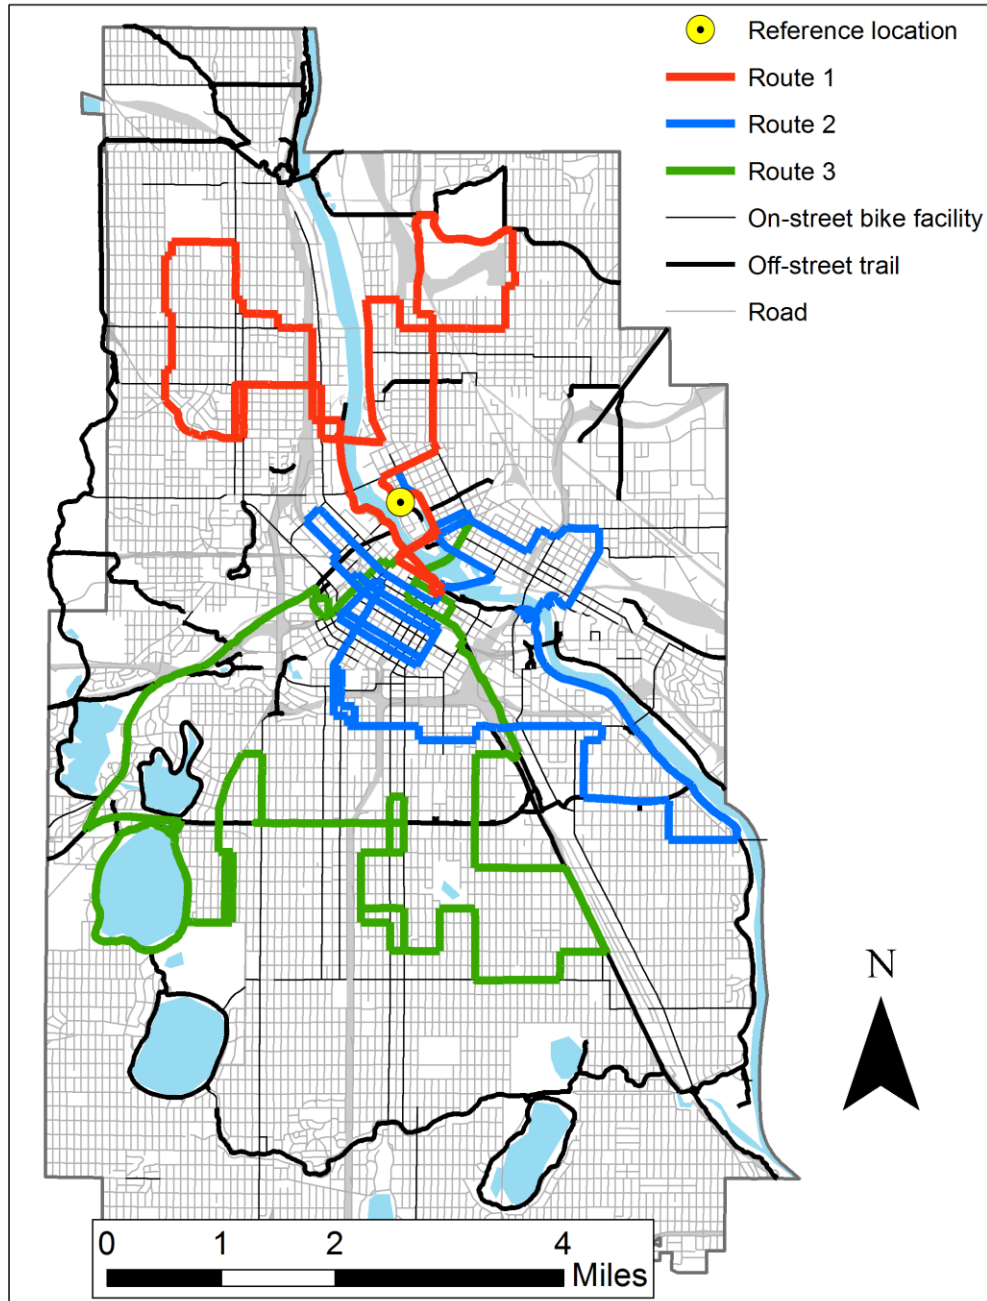 Reference location
Route 1
Route 2
Route 3
On-street bike facility
Off-street trail
Road
N
0 1 2 4
Miles